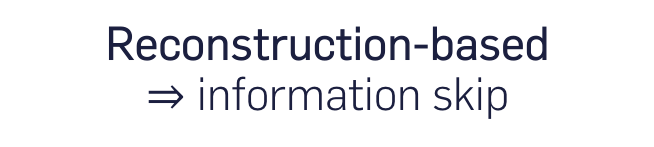 Reconstruction-based
⇒ information skip